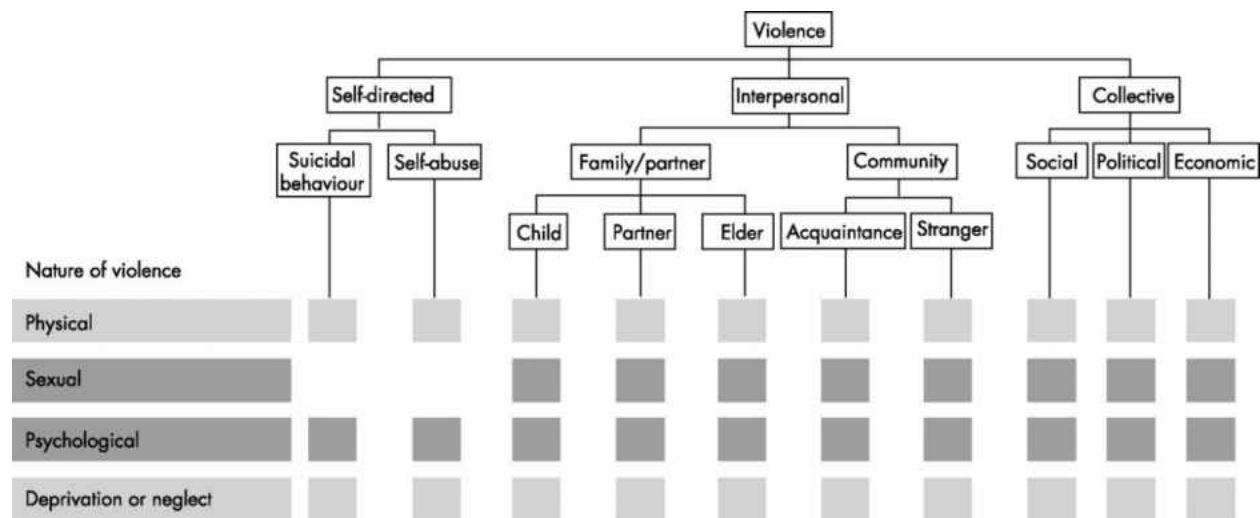 Violence
Self-directed
Interpersonal
Collective
Suicidal
behaviour
Self-abuse
Family/partner
Community
Social
Political
Economic
Child
Partner
Elder
Acquaintance
Stranger
Nature of violence
Physical
Sexual
Psychological
Deprivation or neglect